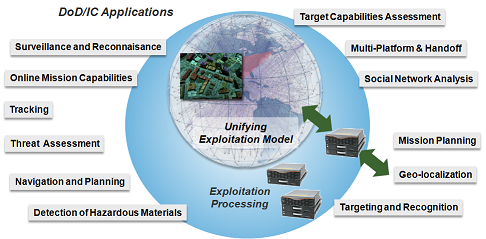 DoD/IC Applications
Target Capabilities Assessment
Surveillance and Reconnaisance
Multi-Platform & Handoff
Online Mission Capabilities
Social Network Analysis
Tracking
Unifying
Exploitation Model
Threat Assessment
Mission Planning
Navigation and Planning
Exploitation
Processing
Geo-localization
Detection of Hazardous Materials
Targeting and Recognition